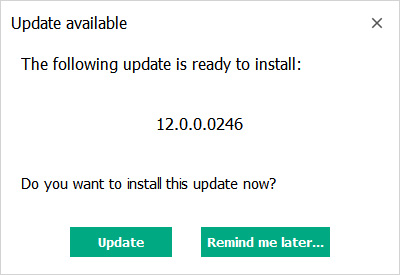 Update available
The following update is ready to install:
12.0.0.0246
Do you want to install this update now?
Update
Remind me later...